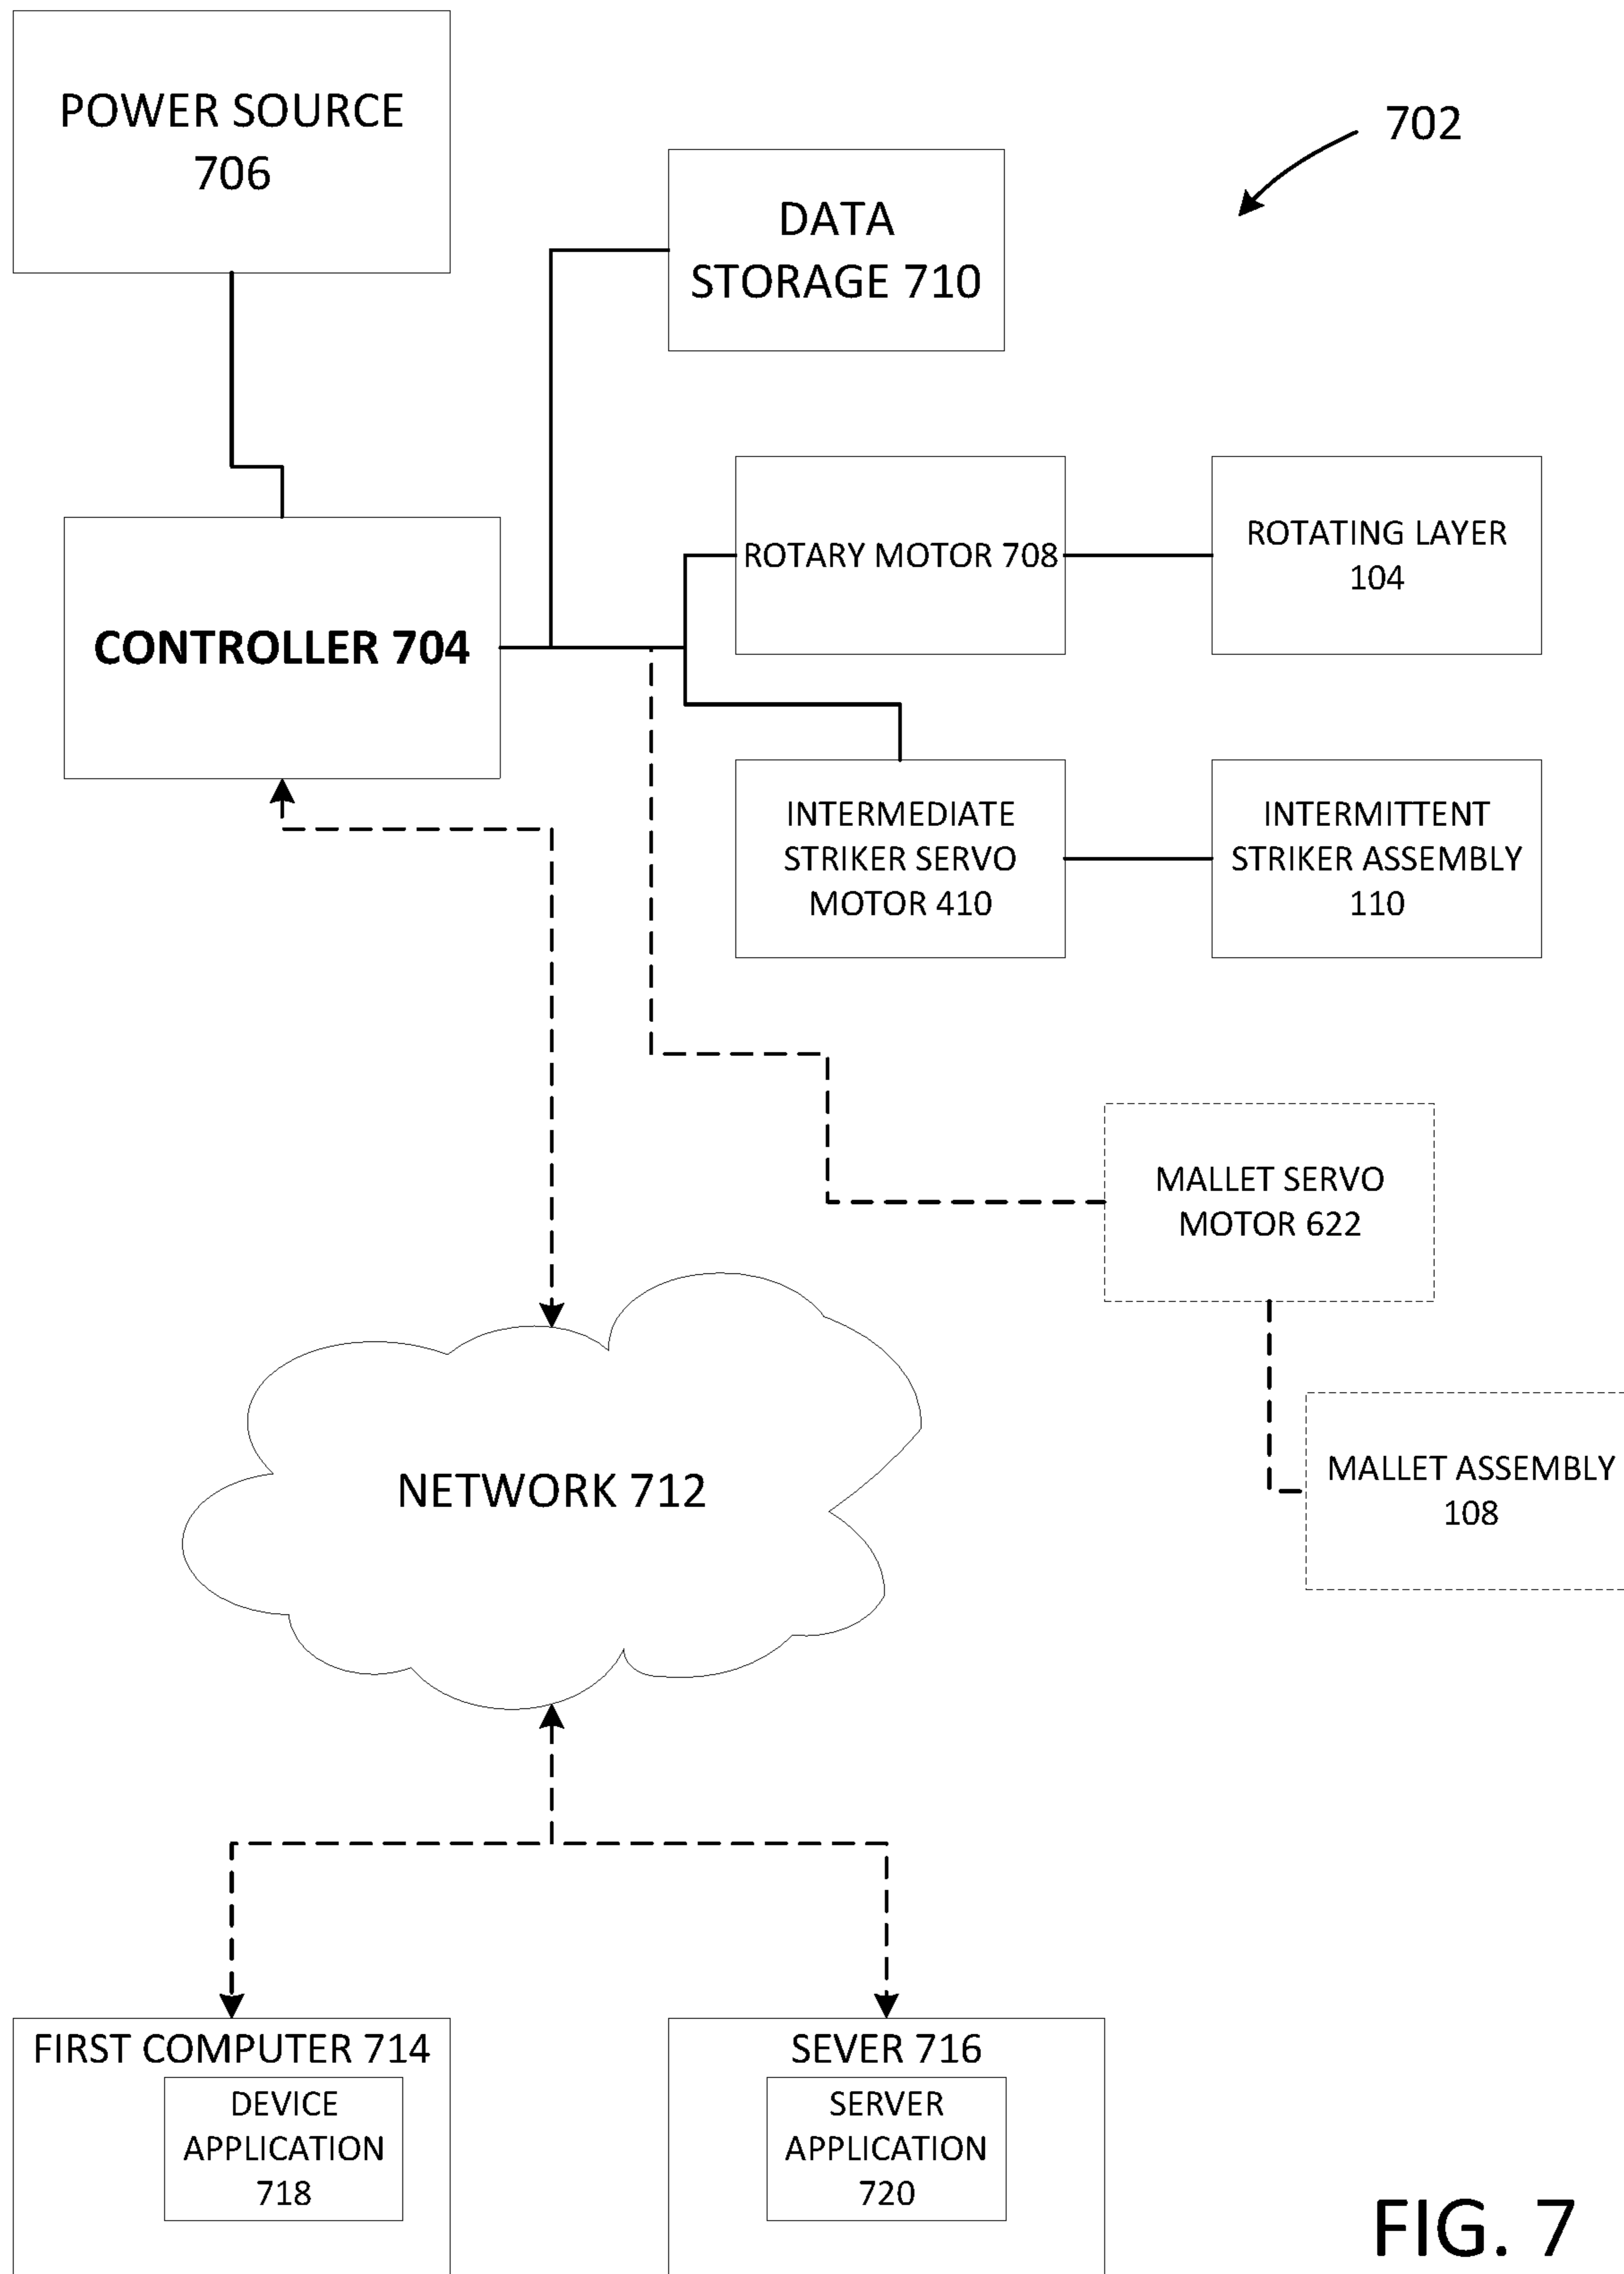 POWER SOURCE
706
702
DATA
STORAGE 710
ROTARY MOTOR 708
ROTATING LAYER
104
CONTROLLER 704
INTERMEDIATE
STRIKER SERVO
MOTOR 410
INTERMITTENT
STRIKER ASSEMBLY
110
MALLET SERVO
MOTOR 622
MALLET ASSEMBLY
108
NETWORK 712
FIRST COMPUTER 714
DEVICE
APPLICATION
718
SEVER 716
SERVER
APPLICATION
720
FIG. 7